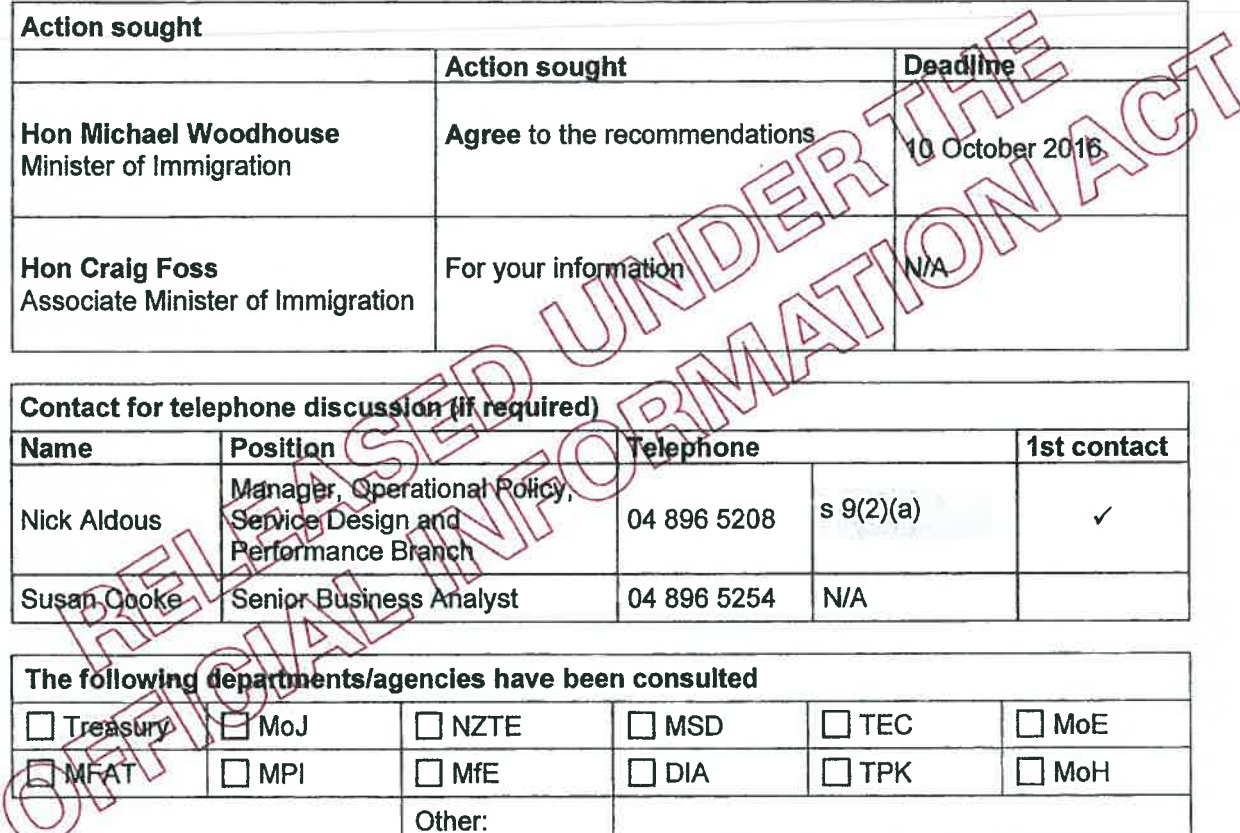 Action sought
Action sought Deadline
Hon Michael Woodhouse
Minister of Immigration
Agree to the recommendations
10 October 2016
Hon Craig Foss
Associate Minister of Immigration
For your information
N/A
Contact for telephone discussion (if required)
Name Position Telephone 1st contact
Nick Aldous
Manager, Operational Policy,
Service Design and
Performance Branch
04 896 5208
s 9(2)(a)
✓
Susan Cooke Senior Business Analyst 04 896 5254 N/A
The following departments/agencies have been consulted
☐ Treasury ☐ MoJ ☐ NZTE ☐ MSD ☐ TEC ☐ MoE
☐ MFAT ☐ MPI ☐ MfE ☐ DIA ☐ TPK ☐ MoH
Other:
RELEASED UNDER THE
OFFICIAL INFORMATION ACT